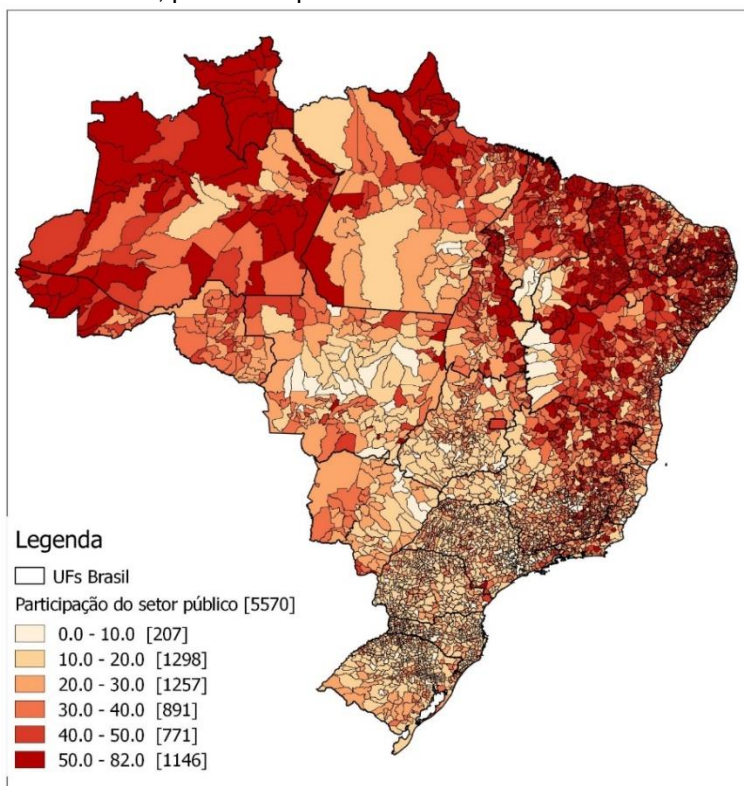 Legenda
UFs Brasil
Participação do setor público [5570]
0.0 - 10.0 [207]
10.0 - 20.0 [1298]
20.0 - 30.0 [1257]
30.0 - 40.0 [891]
40.0 - 50.0 [771]
50.0 - 82.0 [1146]